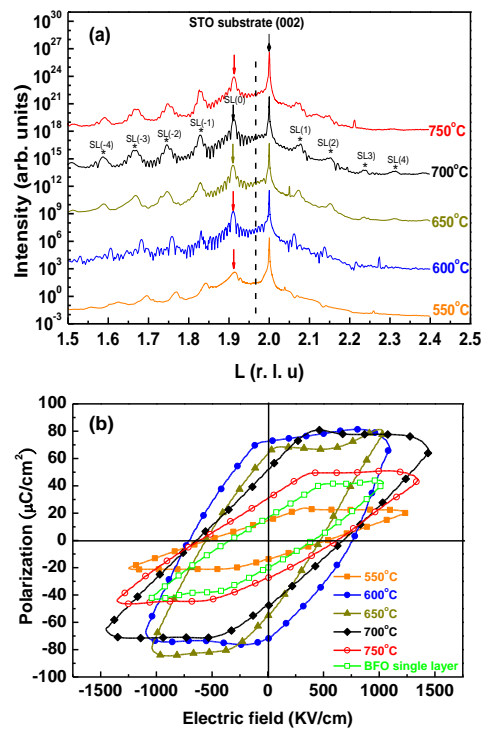 STO substrate (002)
(a)
10^30
10^27
10^24
10^21
10^18
10^15
10^12
10^9
10^6
10^3
10^0
10^-3
Intensity (arb. units)
SL(-4)
SL(-3)
SL(-2)
SL(-1)
SL(0)
SL(1)
SL(2)
SL3)
SL(4)
* * * * * * * *
750°C
700°C
650°C
600°C
550°C
1.5 1.6 1.7 1.8 1.9 2.0 2.1 2.2 2.3 2.4 2.5
L (r. l. u)
(b)
80
60
40
20
0
-20
-40
-60
-80
-100
Polarization (μC/cm²)
550°C
600°C
650°C
700°C
750°C
BFO single layer
-1500 -1000 -500 0 500 1000 1500
Electric field (KV/cm)